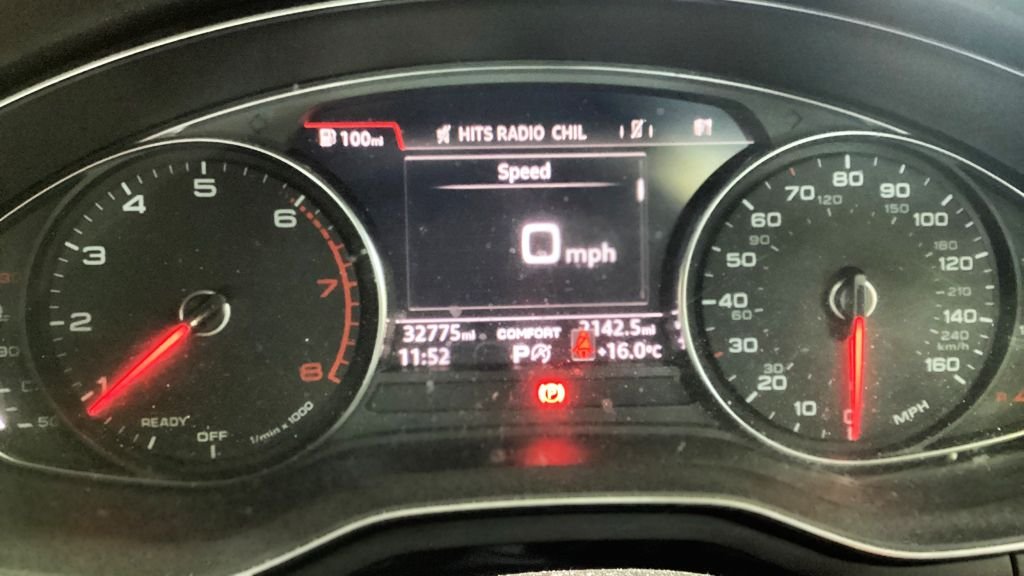 100mi HITS RADIO CHIL
Speed
0 mph
32775mi COMFORT 2142.5mi
11:52 P +16.0°C
P
1 2 3 4 5 6 7 8
READY
OFF
1/min x 1000
0 10 20 30 40 50 60 70 80 90 100 120 140 160
30 60 90 120 150 180 210 240
km/h
MPH